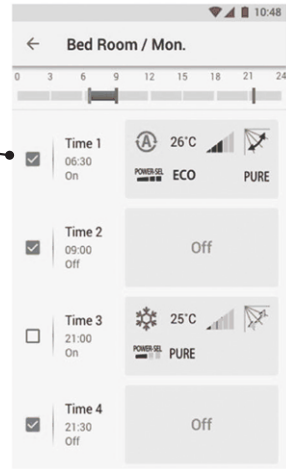 10:48
Bed Room / Mon.
0 3 6 9 12 15 18 21 24
Time 1
06:30
On
A 26°C
POWER-SEL ECO PURE
Time 2
09:00
Off
Off
Time 3
21:00
On
25°C
POWER-SEL PURE
Time 4
21:30
Off
Off